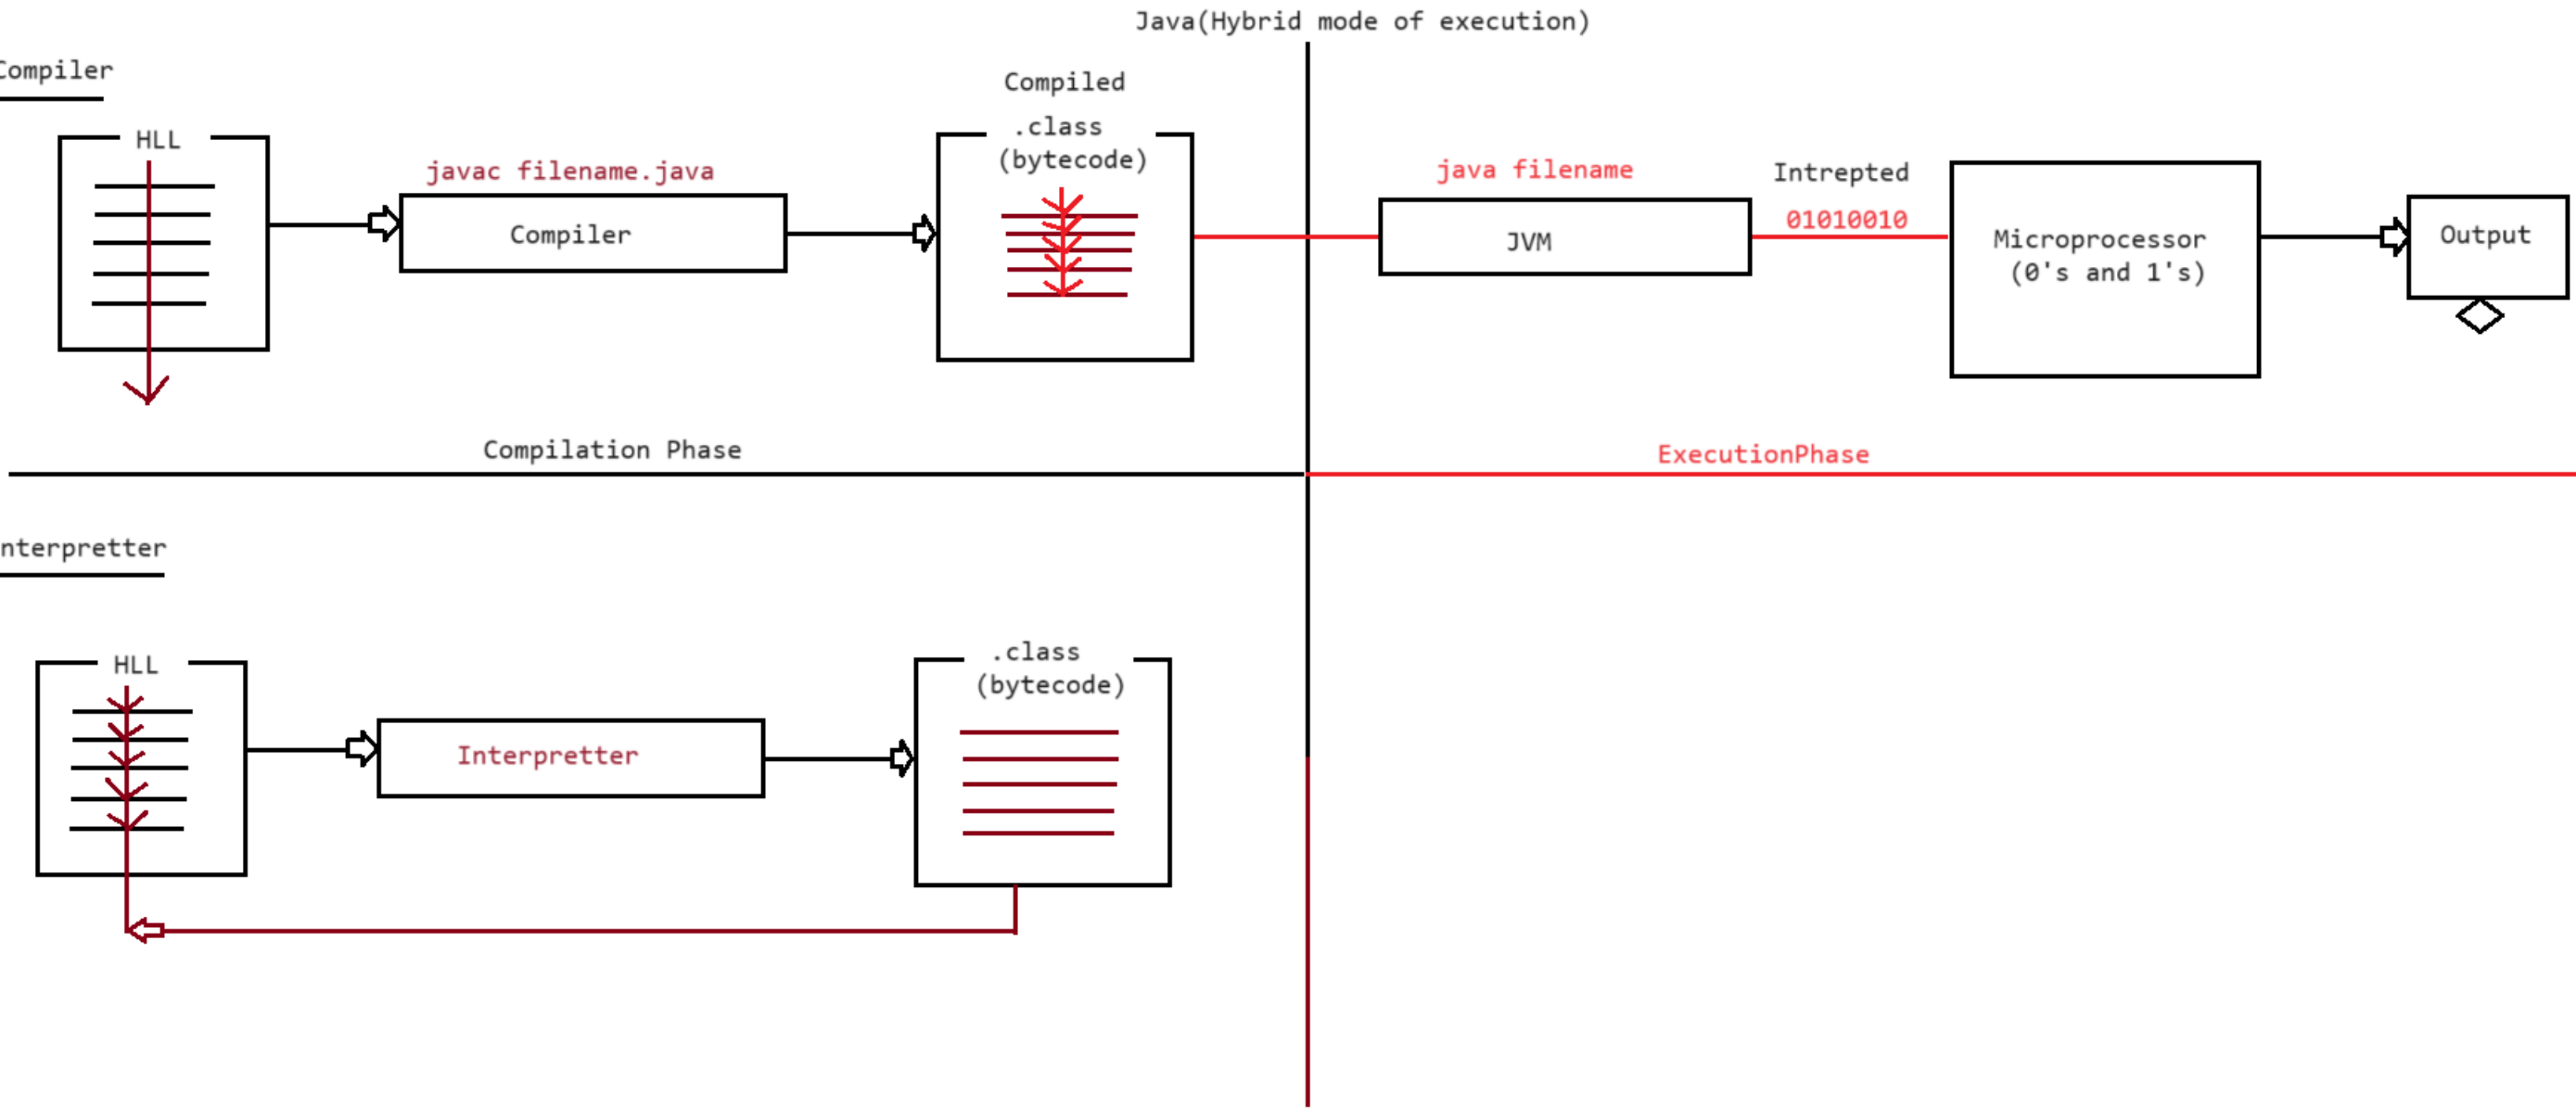 Java(Hybrid mode of execution)
Compiler
Compiled
HLL
.class
(bytecode)
javac filename.java
Compiler
java filename
Intrepted
01010010
JVM
Microprocessor
(0's and 1's)
Output
Compilation Phase
ExecutionPhase
nterpretter
HLL
.class
(bytecode)
Interpretter